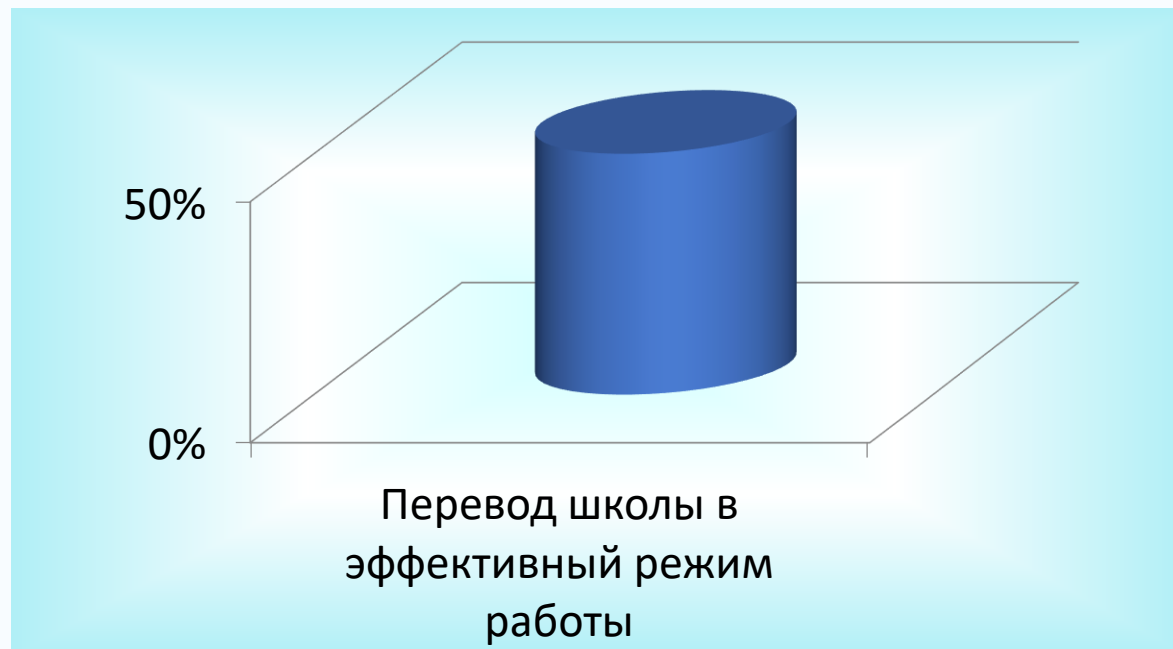 50%
0%
Перевод школы в
эффективный режим
работы